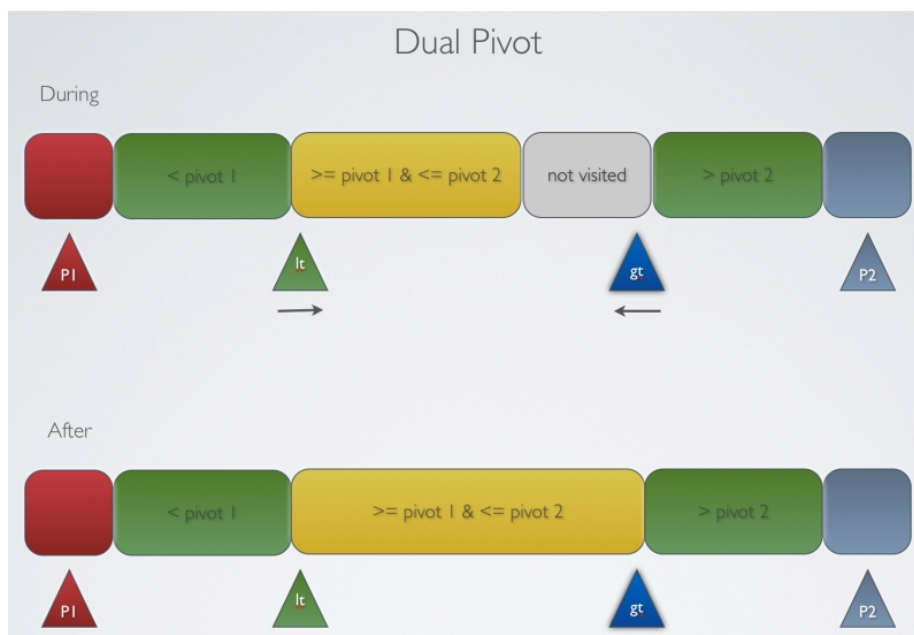 Dual Pivot
During
< pivot 1 >= pivot 1 & <= pivot 2 not visited > pivot 2
P1 lt gt P2
After
< pivot 1 >= pivot 1 & <= pivot 2 > pivot 2
P1 lt gt P2